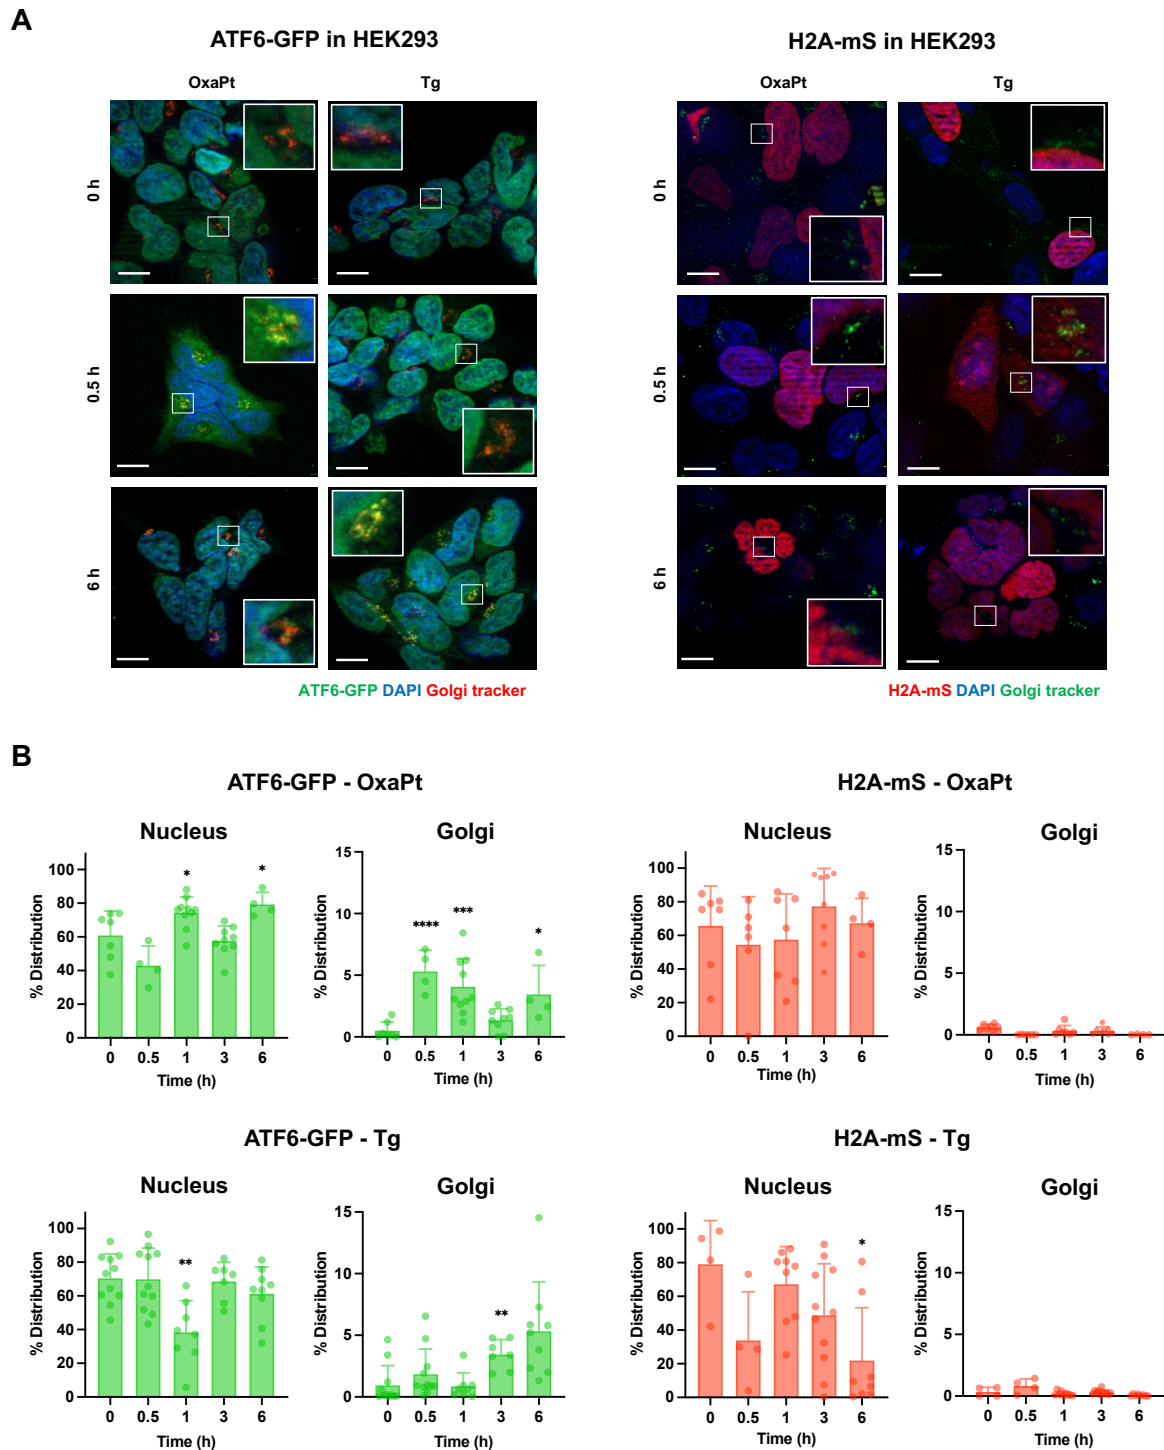 A
ATF6-GFP in HEK293
H2A-mS in HEK293
OxaPt
Tg
OxaPt
Tg
0 h
0 h
0.5 h
0.5 h
6 h
6 h
ATF6-GFP DAPI Golgi tracker
H2A-mS DAPI Golgi tracker
B
ATF6-GFP - OxaPt
H2A-mS - OxaPt
Nucleus
Golgi
Nucleus
Golgi
% Distribution
100
80
60
40
20
0
* *
0 0.5 1 3 6
Time (h)
% Distribution
15
10
5
0
**** *** *
0 0.5 1 3 6
Time (h)
% Distribution
100
80
60
40
20
0
0 0.5 1 3 6
Time (h)
% Distribution
15
10
5
0
0 0.5 1 3 6
Time (h)
ATF6-GFP - Tg
H2A-mS - Tg
Nucleus
Golgi
Nucleus
Golgi
% Distribution
100
80
60
40
20
0
**
0 0.5 1 3 6
Time (h)
% Distribution
15
10
5
0
**
0 0.5 1 3 6
Time (h)
% Distribution
100
80
60
40
20
0
*
0 0.5 1 3 6
Time (h)
% Distribution
15
10
5
0
0 0.5 1 3 6
Time (h)